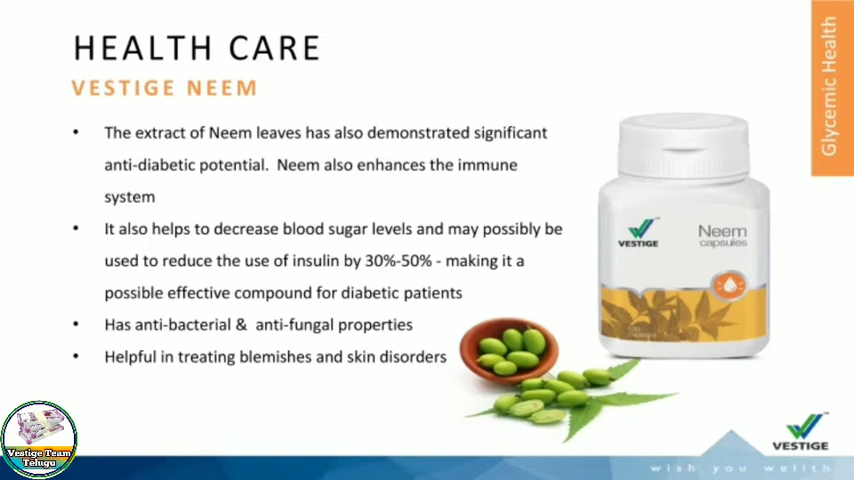 HEALTH CARE
VESTIGE NEEM
Glycemic Health
• The extract of Neem leaves has also demonstrated significant
anti-diabetic potential. Neem also enhances the immune
system
• It also helps to decrease blood sugar levels and may possibly be
used to reduce the use of insulin by 30%-50% - making it a
possible effective compound for diabetic patients
• Has anti-bacterial & anti-fungal properties
• Helpful in treating blemishes and skin disorders
VESTIGE
Neem
capsules
Vestige Team
Telugu
VESTIGE
wish you wellth